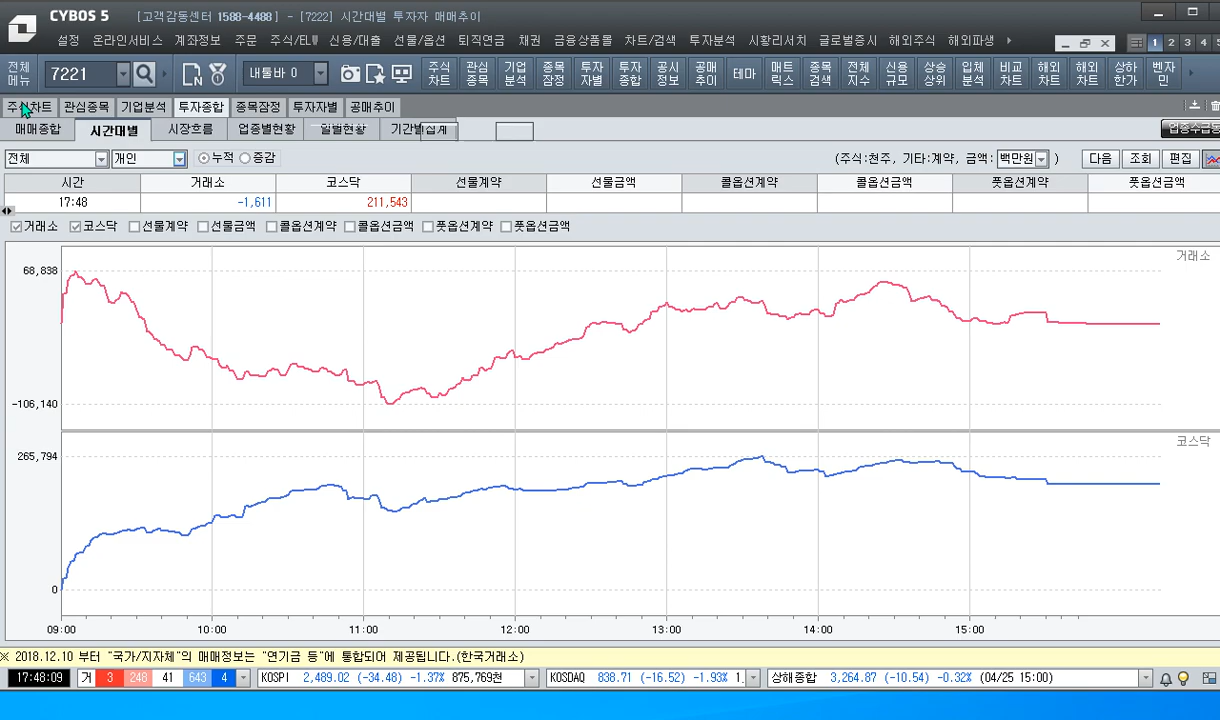 CYBOS 5 [고객감동센터 1588-4488] - [7222] 시간대별 투자자 매매추이
설정 온라인서비스 계좌정보 주문 주식/ELW 신용/대출 선물/옵션 퇴직연금 채권 금융상품몰 차트/검색 투자분석 시황리서치 글로벌증시 해외주식 해외파생 1 2 3 4
전체메뉴 7221 내툴바 0 주식차트 관심종목 기업분석 종목잠정 투자자별 투자종합 공시정보 공매추이 테마 매트릭스 종목검색 전체지수 신용규모 상승상위 입체분석 비교차트 해외차트 해외차트 상하한가 벤자민
주식차트 관심종목 기업분석 투자종합 종목잠정 투자자별 공매추이
매매종합 시간대별 시장흐름 업종별현황 일별현황 기간별집계
전체 개인 누적 증감 (주식:천주, 기타:계약, 금액: 백만원 ) 다음 조회 편집
시간 거래소 코스닥 선물계약 선물금액 콜옵션계약 콜옵션금액 풋옵션계약 풋옵션금액
17:48 -1,611 211,543
거래소 코스닥 선물계약 선물금액 콜옵션계약 콜옵션금액 풋옵션계약 풋옵션금액
거래소
68,838
-106,140
코스닥
265,794
0
09:00 10:00 11:00 12:00 13:00 14:00 15:00
※ 2018.12.10 부터 "국가/지자체"의 매매정보는 "연기금 등"에 통합되어 제공됩니다.(한국거래소)
17:48:09 거 3 248 41 643 4 KOSPI 2,489.02 (-34.48) -1.37% 875,769천 KOSDAQ 838.71 (-16.52) -1.93% 1. 상해종합 3,264.87 (-10.54) -0.32% (04/25 15:00)